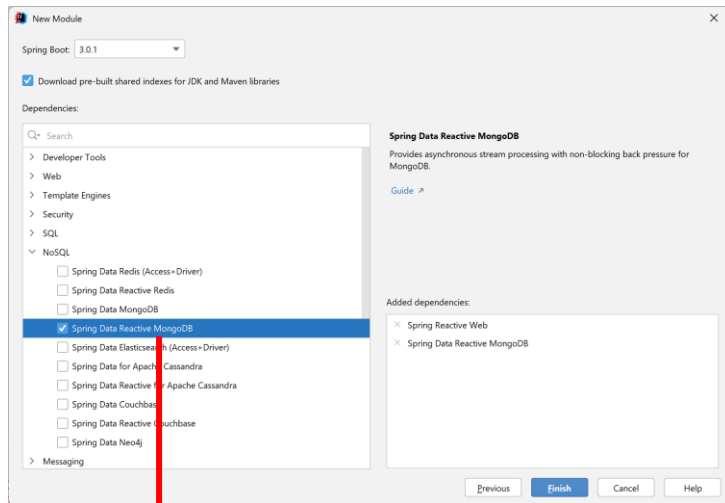 New Module
Spring Boot: 3.0.1
Download pre-built shared indexes for JDK and Maven libraries
Dependencies:
Search
Developer Tools
Web
Template Engines
Security
SQL
NoSQL
Spring Data Redis (Access+Driver)
Spring Data Reactive Redis
Spring Data MongoDB
Spring Data Reactive MongoDB
Spring Data Elasticsearch (Access+Driver)
Spring Data for Apache Cassandra
Spring Data Reactive for Apache Cassandra
Spring Data Couchbase
Spring Data Reactive Couchbase
Spring Data Neo4j
Messaging
Spring Data Reactive MongoDB
Provides asynchronous stream processing with non-blocking back pressure for
MongoDB.
Guide
Added dependencies:
Spring Reactive Web
Spring Data Reactive MongoDB
Previous Finish Cancel Help